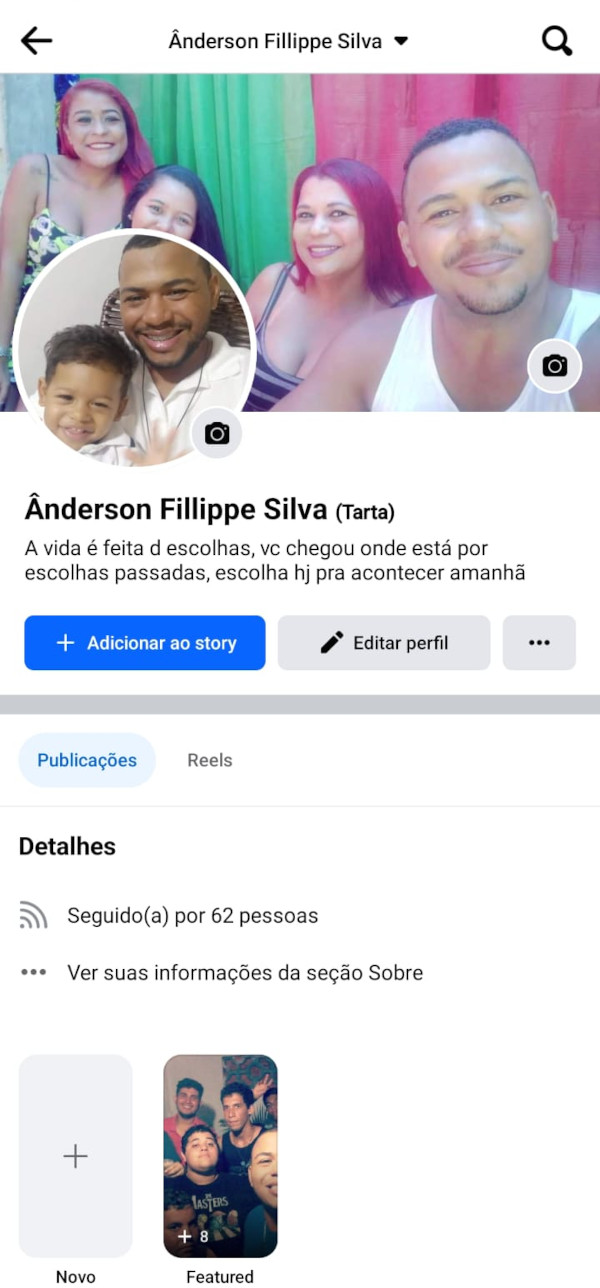 Ânderson Fillippe Silva
Ânderson Fillippe Silva (Tarta)
A vida é feita d escolhas, vc chegou onde está por
escolhas passadas, escolha hj pra acontecer amanhã
+ Adicionar ao story
Editar perfil
Publicações
Reels
Detalhes
Seguido(a) por 62 pessoas
Ver suas informações da seção Sobre
MASTERS
+ 8
Novo
Featured